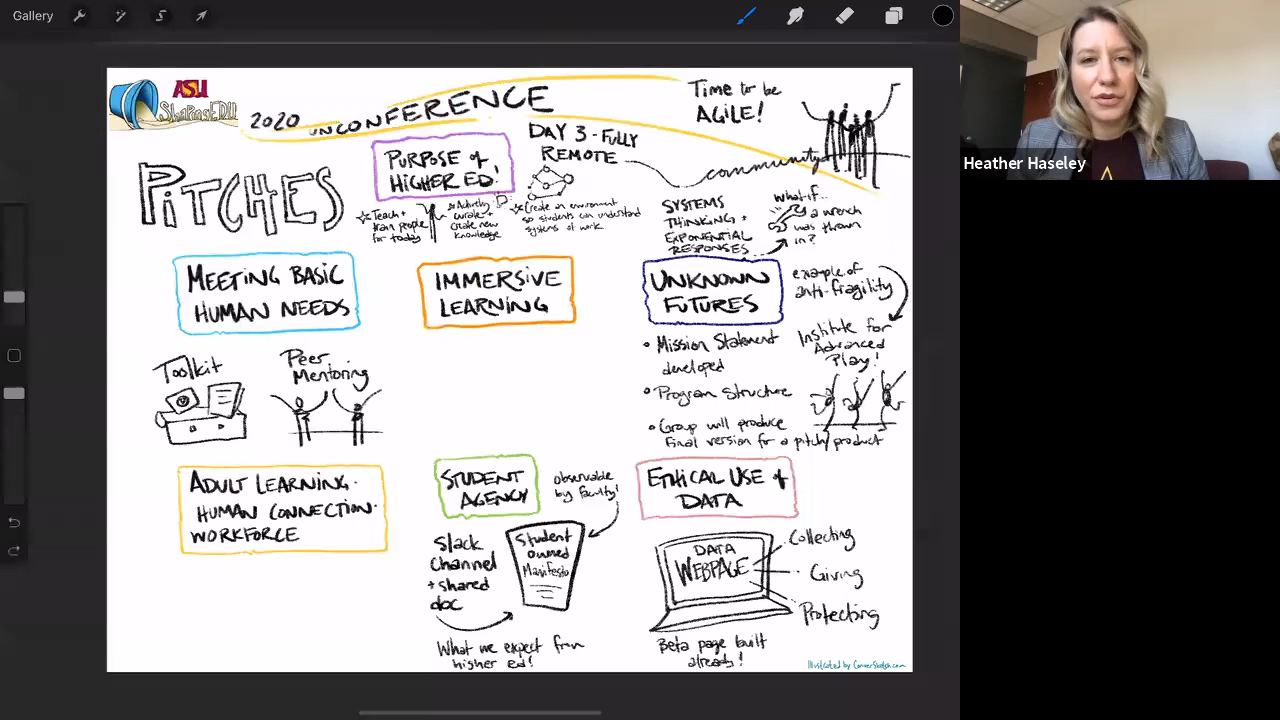 Gallery
ASU
ShapingEDU
2020 UNCONFERENCE
Time to be
AGILE!
DAY 3 - FULLY
REMOTE
community
PITCHES
PURPOSE of
HIGHER ED!
Teach +
train people
for today
Actively
curate +
create new
knowledge
Create an environment
so students can understand
systems at work
SYSTEMS
THINKING +
EXPONENTIAL
RESPONSES
what if...
a wrench
was thrown
in?
MEETING BASIC
HUMAN NEEDS
Toolkit
Peer
Mentoring
IMMERSIVE
LEARNING
UNKNOWN
FUTURES
example of
anti-fragility
Institute for
Advanced
Play!
• Mission Statement
developed
• Program Structure
• Group will produce
final version for a pitch/product
ADULT LEARNING ·
HUMAN CONNECTION ·
WORKFORCE
STUDENT
AGENCY
observable
by faculty!
Slack
Channel
+ shared
doc
Student
Owned
Manifesto
What we expect from
higher ed!
ETHICAL USE of
DATA
DATA
WEBPAGE
Collecting
Giving
Protecting
Beta page built
already!
Illustrated by ConverSketch.com
Heather Haseley